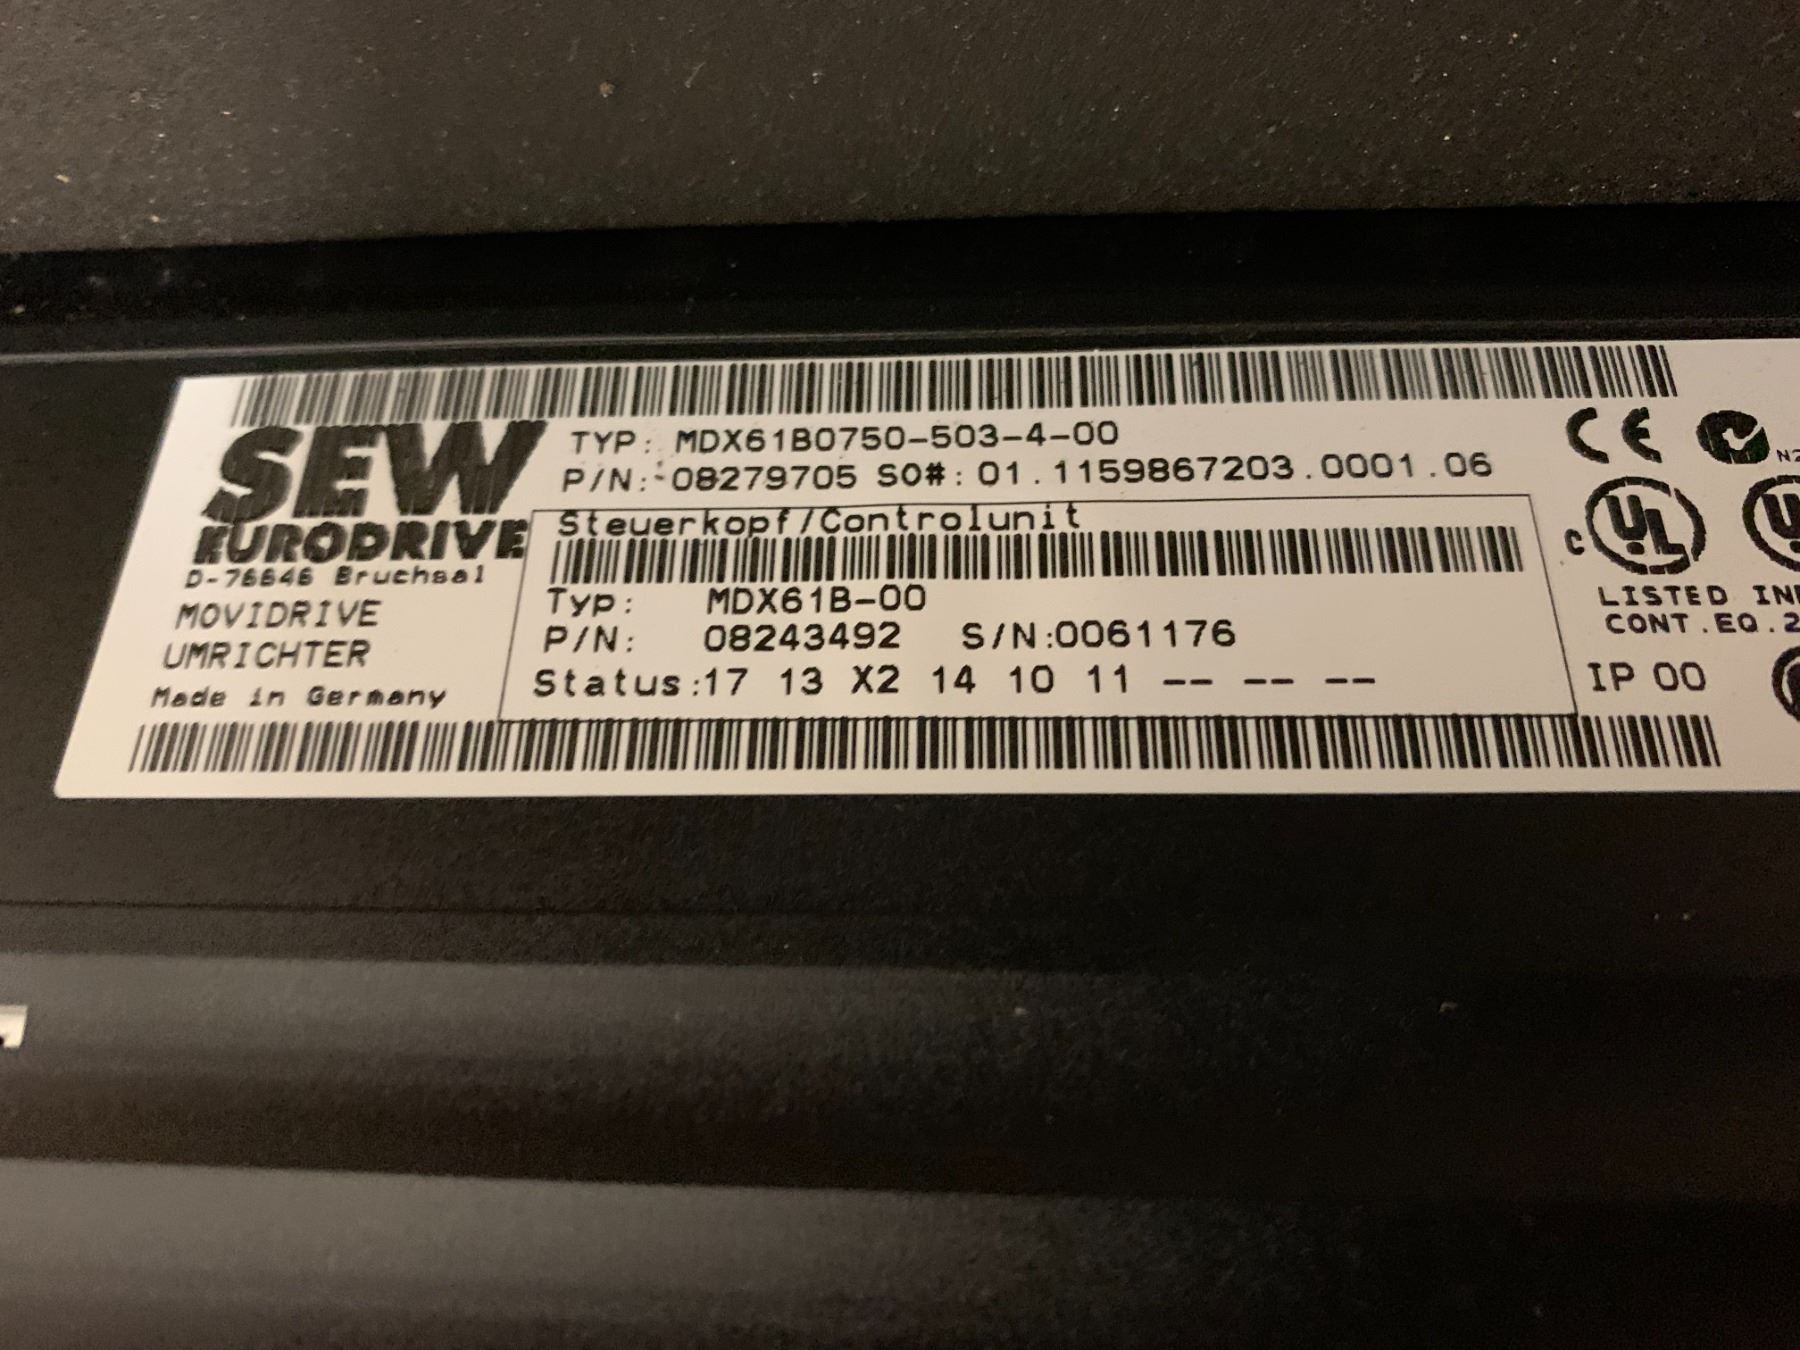 SEW
EURODRIVE
D-76646 Bruchsal
MOVIDRIVE
UMRICHTER
Made in Germany
TYP: MDX61B0750-503-4-00
P/N: 08279705 SO#: 01.1159867203.0001.06
Steuerkopf/Controlunit
Typ: MDX61B-00
P/N: 08243492 S/N:0061176
Status:17 13 X2 14 10 11 -- -- --
CE
c UL
LISTED
CONT.EQ.
IP 00